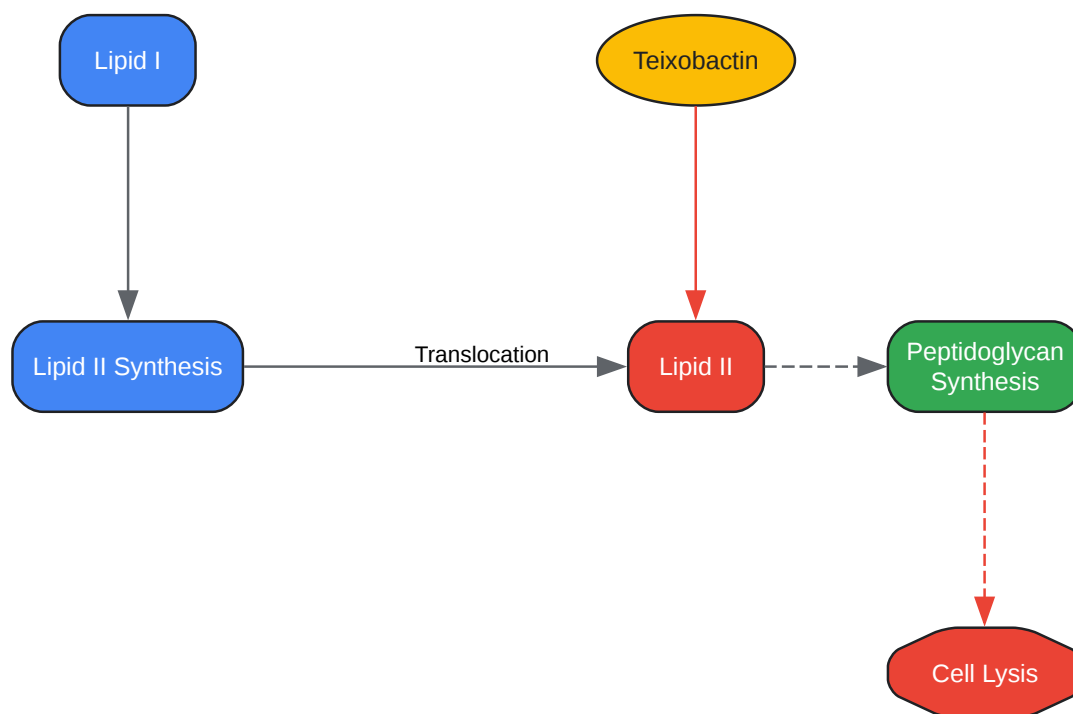 Lipid I
Teixobactin
Lipid II Synthesis
Translocation
Lipid II
Peptidoglycan
Synthesis
Cell Lysis